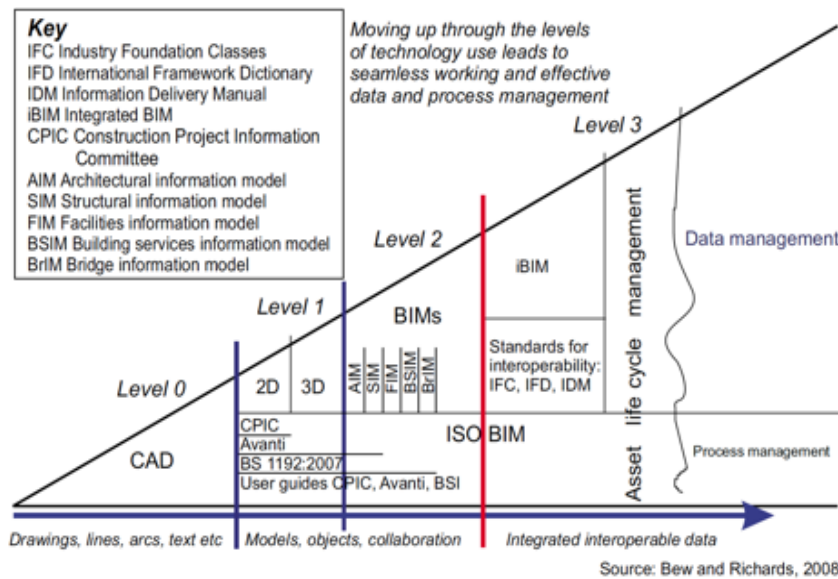 Key
IFC Industry Foundation Classes
IFD International Framework Dictionary
IDM Information Delivery Manual
iBIM Integrated BIM
CPIC Construction Project Information
Committee
AIM Architectural information model
SIM Structural information model
FIM Facilities information model
BSIM Building services information model
BrIM Bridge information model
Moving up through the levels
of technology use leads to
seamless working and effective
data and process management
Level 3
Level 2
Level 1
Level 0
Data management
iBIM
BIMs
Standards for
interoperability:
IFC, IFD, IDM
2D
3D
AIM
SIM
FIM
BSIM
BrIM
Asset life cycle management
CAD
CPIC
Avanti
BS 1192:2007
User guides CPIC, Avanti, BSI
ISO BIM
Process management
Drawings, lines, arcs, text etc
Models, objects, collaboration
Integrated interoperable data
Source: Bew and Richards, 2008